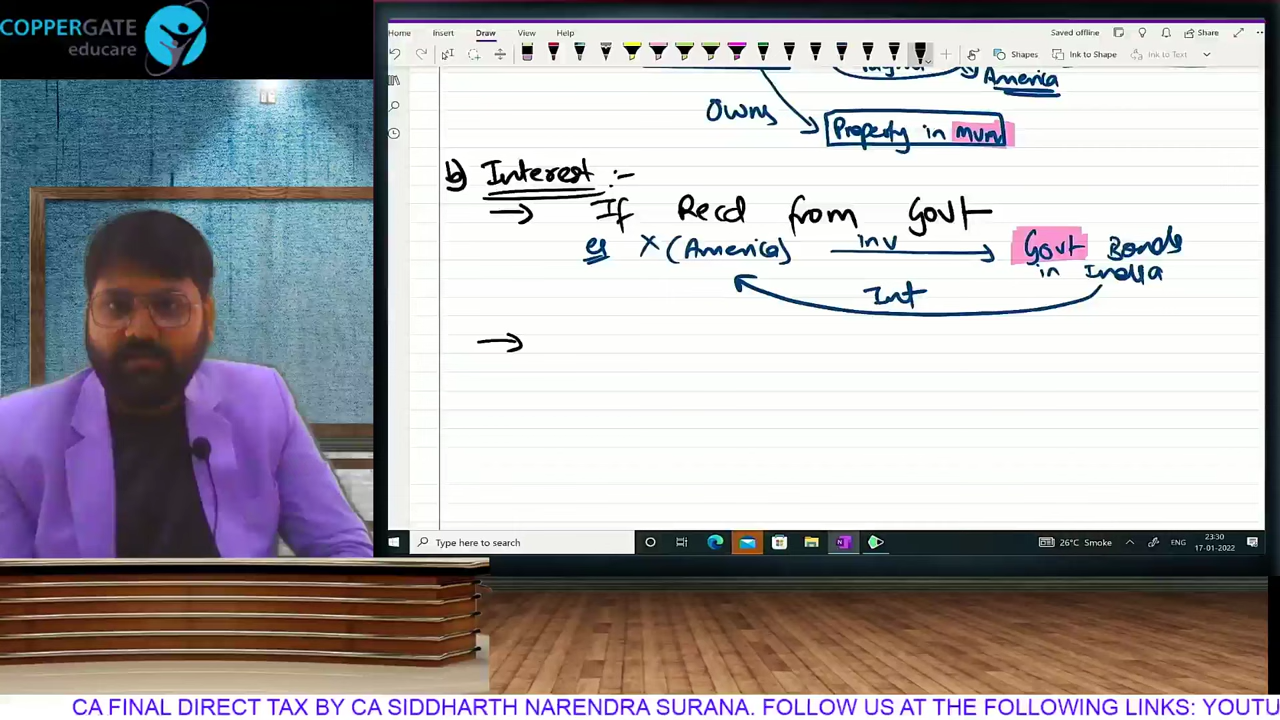 COPPERGATE
educare
Home Insert Draw View Help
Saved offline
Share
Shapes
Ink to Shape
Ink to Text
America
Owns
Property in mum
b) Interest :-
→ If Recd from Govt
eg X (America) inv → Govt Bonds
in India
Int
→
Type here to search
26°C Smoke
ENG
23:30
17-01-2022
CA FINAL DIRECT TAX BY CA SIDDHARTH NARENDRA SURANA. FOLLOW US AT THE FOLLOWING LINKS: YOUTU